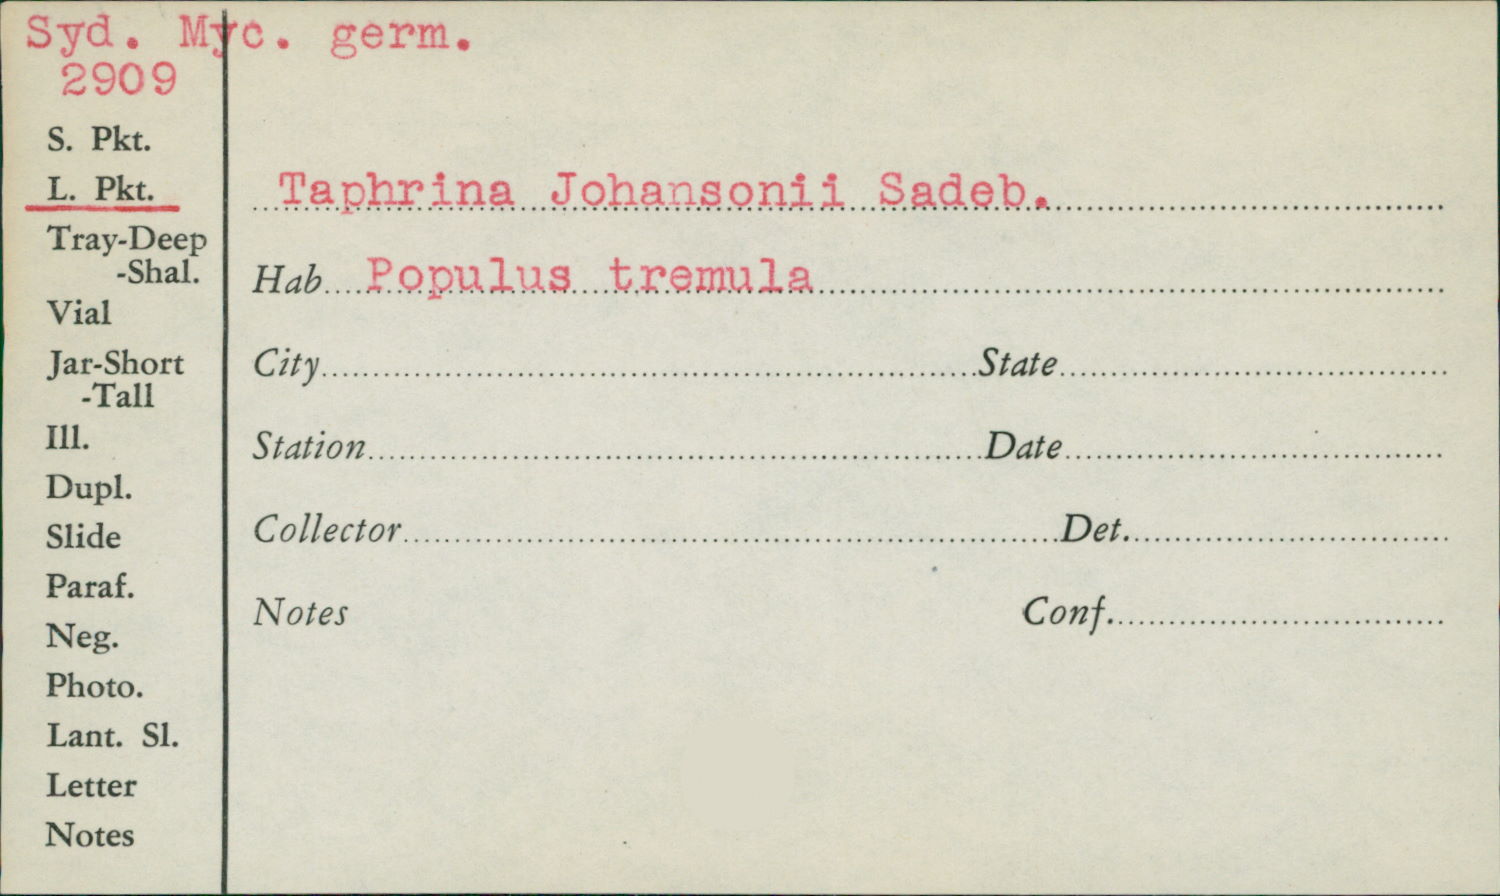 Syd. Myc. germ.
2909
S. Pkt.
L. Pkt.
Tray-Deep
-Shal.
Vial
Jar-Short
-Tall
Ill.
Dupl.
Slide
Paraf.
Neg.
Photo.
Lant. Sl.
Letter
Notes
Taphrina Johansonii Sadeb.
Hab Populus tremula
City State
Station Date
Collector Det.
Notes Conf.